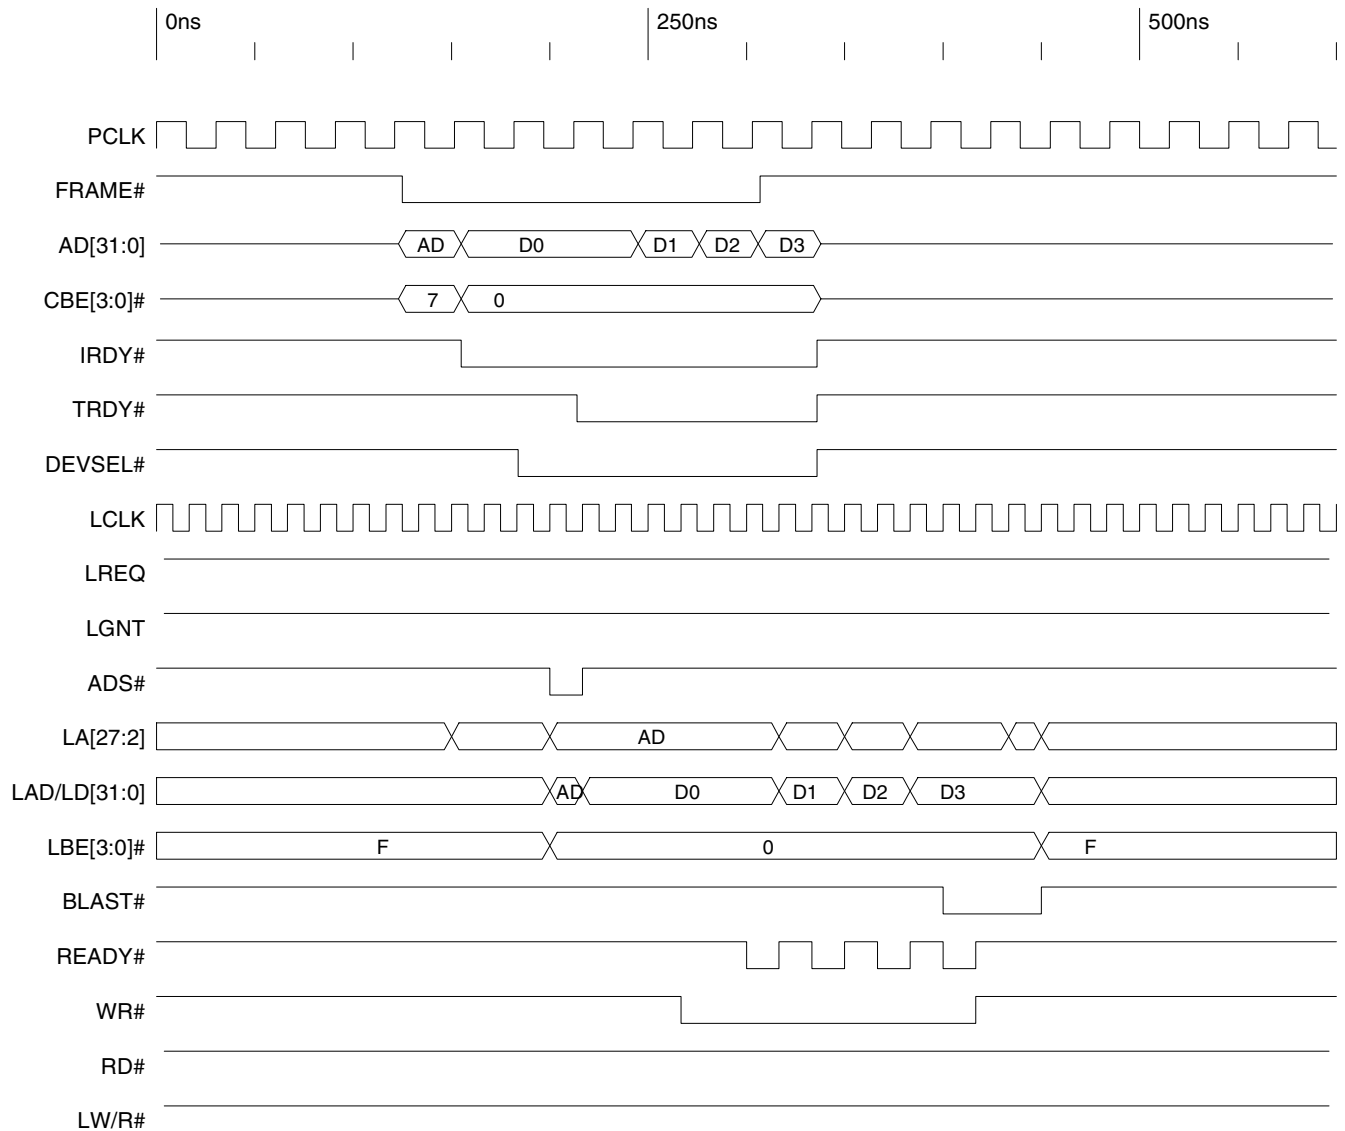 0ns 250ns 500ns
PCLK
FRAME#
AD[31:0] AD D0 D1 D2 D3
CBE[3:0]# 7 0
IRDY#
TRDY#
DEVSEL#
LCLK
LREQ
LGNT
ADS#
LA[27:2] AD
LAD/LD[31:0] AD D0 D1 D2 D3
LBE[3:0]# F 0 F
BLAST#
READY#
WR#
RD#
LW/R#